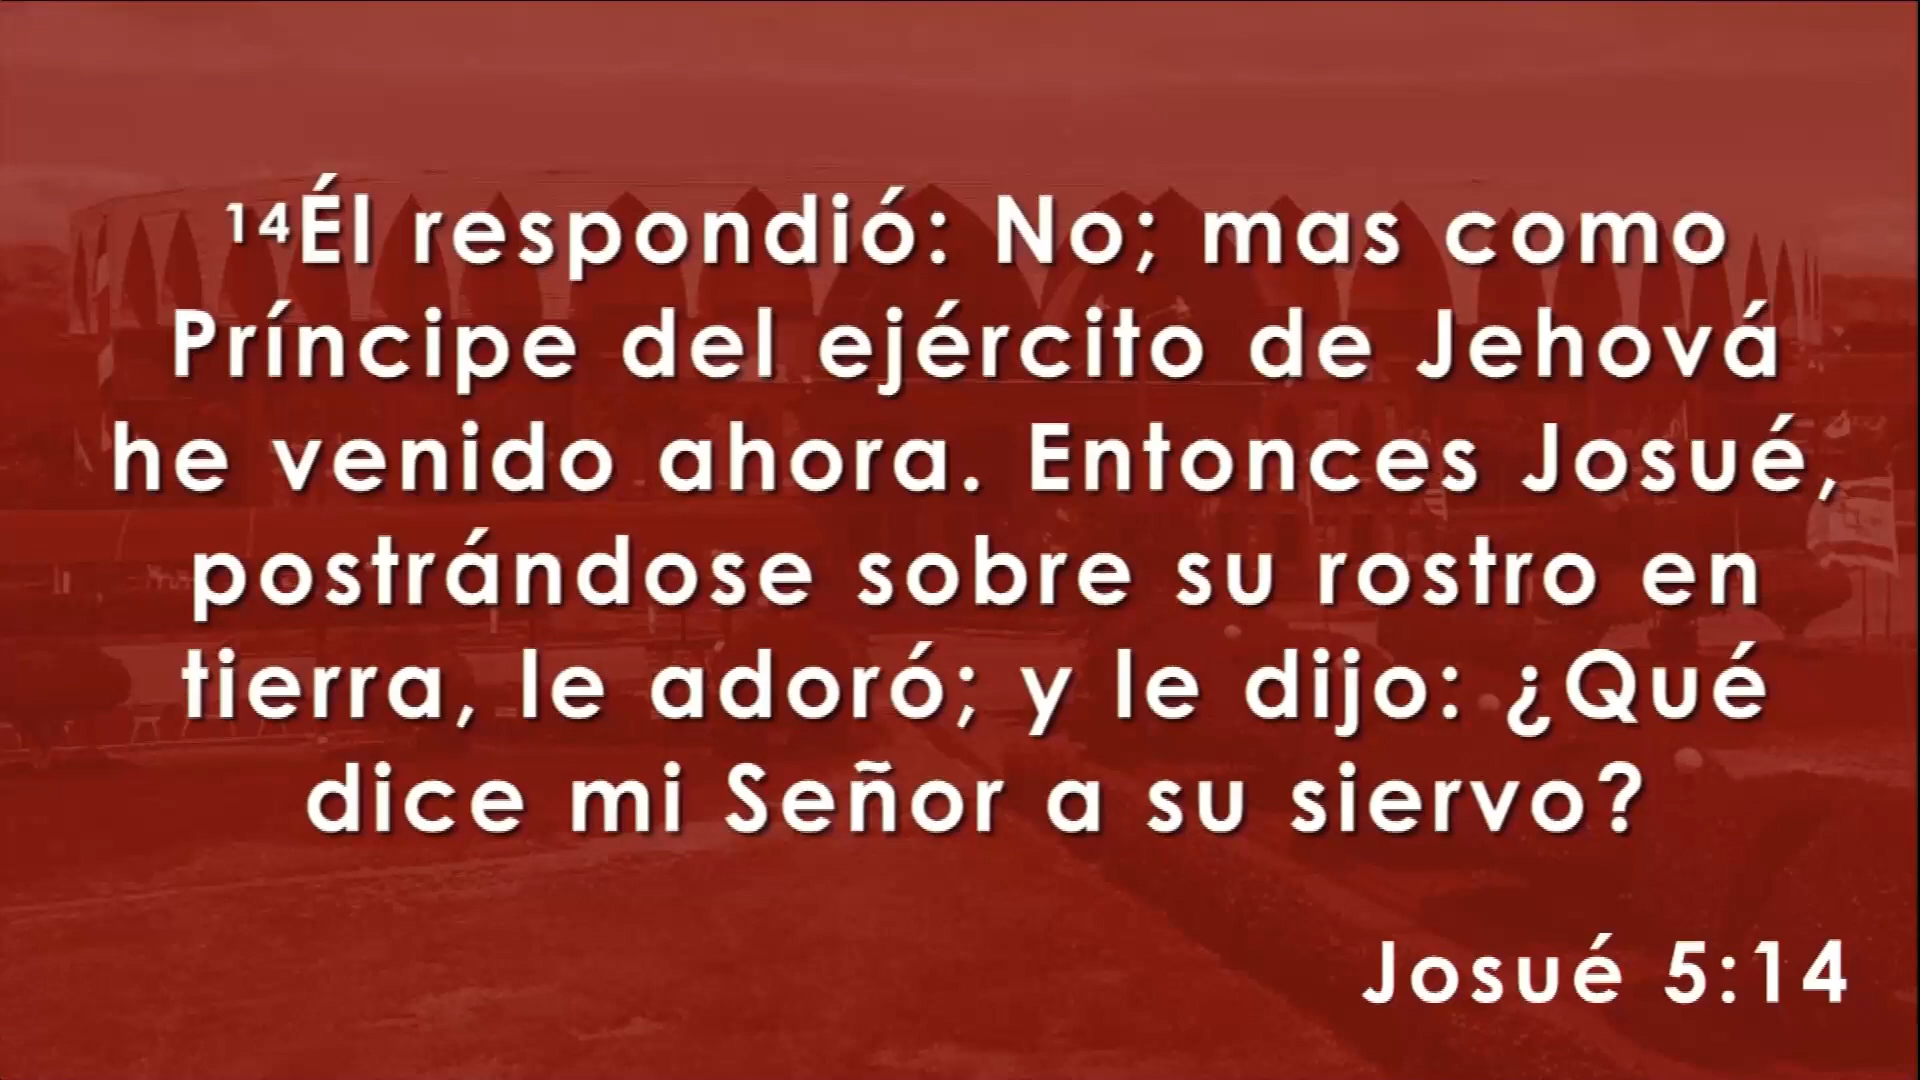 ¹⁴Él respondió: No; mas como
Príncipe del ejército de Jehová
he venido ahora. Entonces Josué,
postrándose sobre su rostro en
tierra, le adoró; y le dijo: ¿Qué
dice mi Señor a su siervo?
Josué 5:14